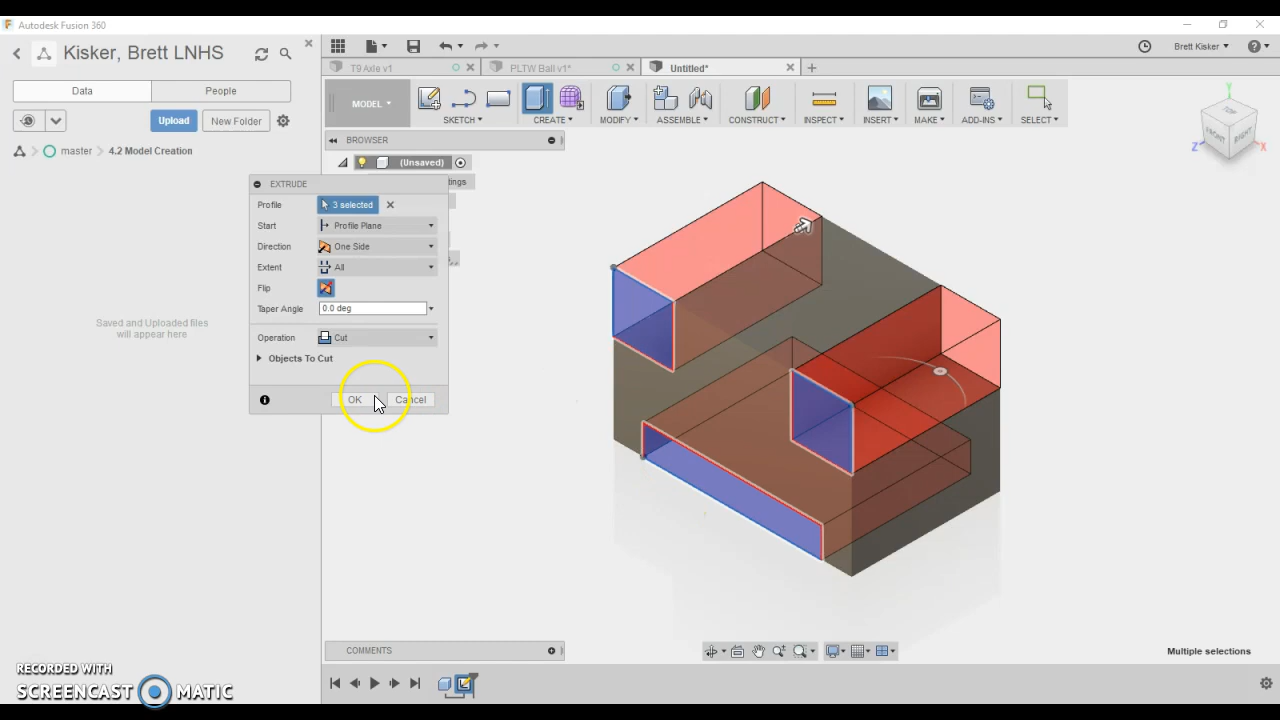 Autodesk Fusion 360
Kisker, Brett LNHS
Brett Kisker
T9 Axle v1
PLTW Ball v1*
Untitled*
Data
People
MODEL
SKETCH
CREATE
MODIFY
ASSEMBLE
CONSTRUCT
INSPECT
INSERT
MAKE
ADD-INS
SELECT
Upload
New Folder
BROWSER
master
4.2 Model Creation
(Unsaved)
FRONT
RIGHT
Y
Z
X
EXTRUDE
Profile
3 selected
Start
Profile Plane
Direction
One Side
Extent
All
Flip
Taper Angle
0.0 deg
Saved and Uploaded files
will appear here
Operation
Cut
Objects To Cut
OK
Cancel
COMMENTS
Multiple selections
RECORDED WITH
SCREENCAST MATIC